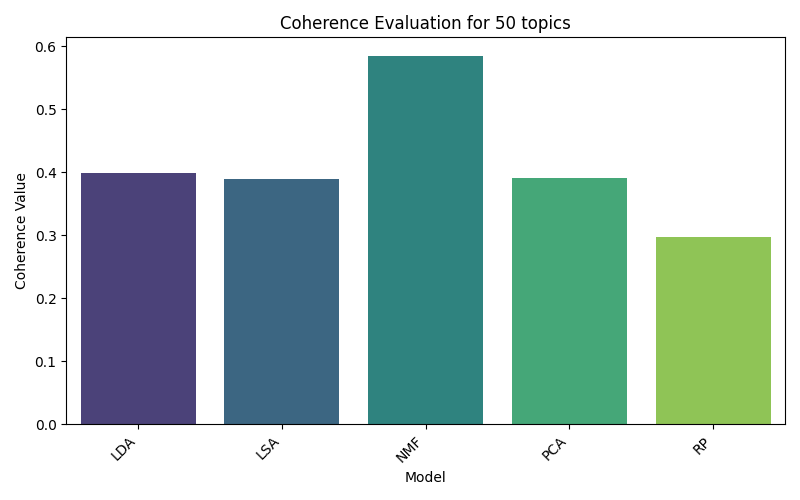 Coherence Evaluation for 50 topics
0.6
0.5
0.4
0.3
0.2
0.1
0.0
Coherence Value
LDA
LSA
NMF
PCA
RP
Model